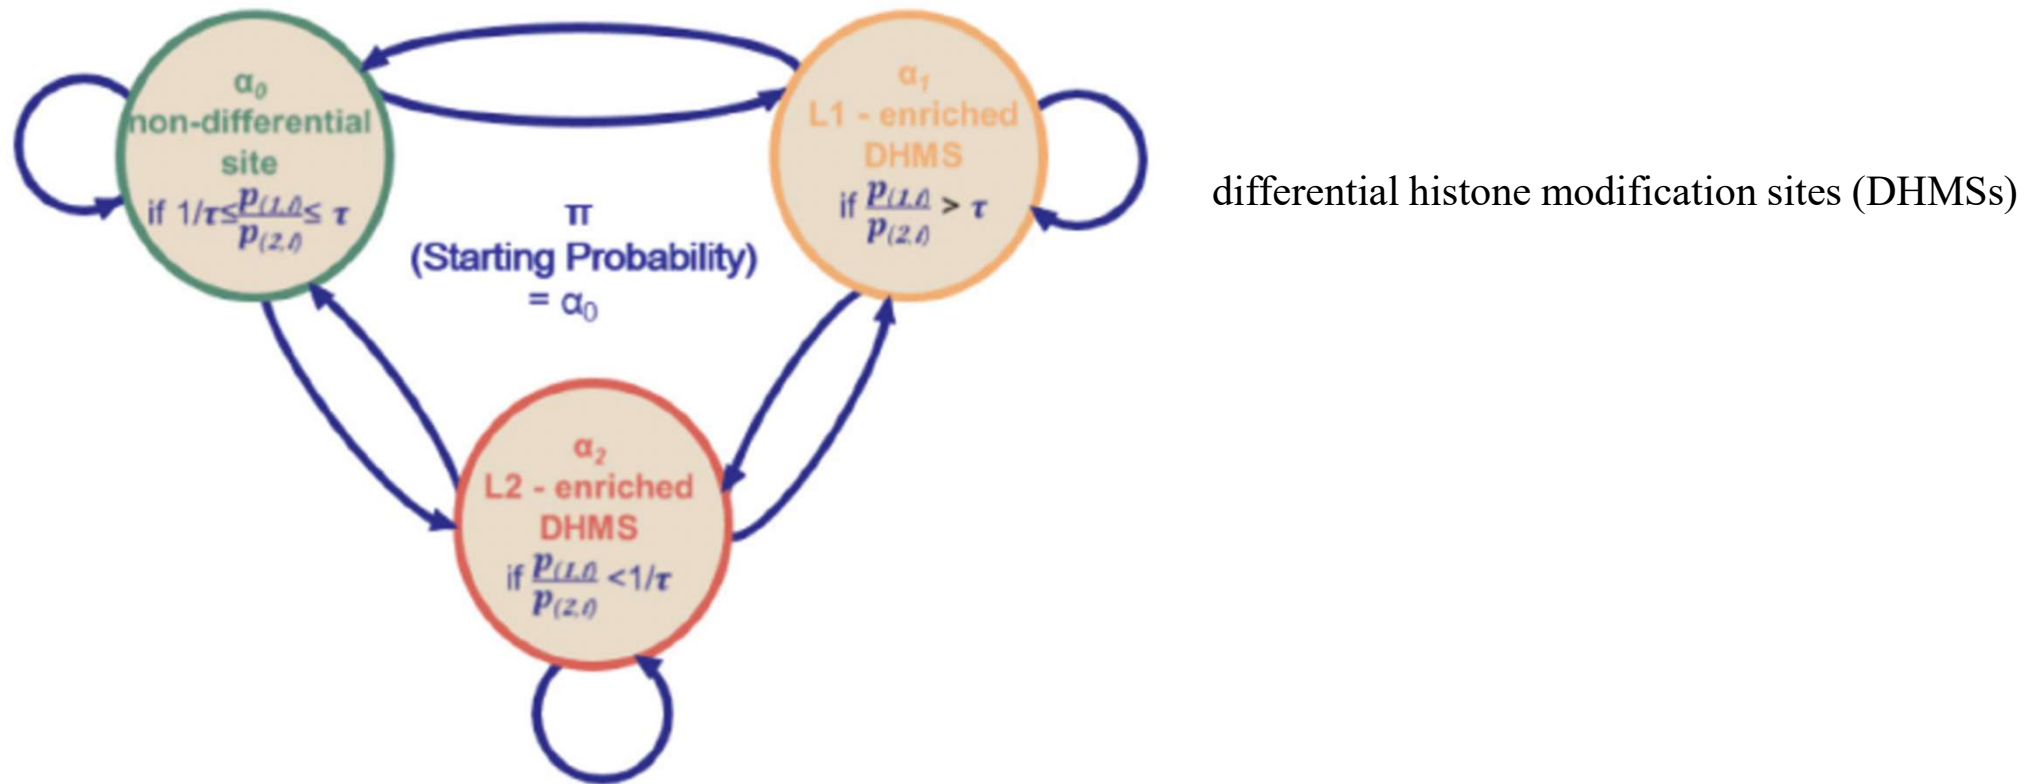 α₀
non-differential
site
if 1/τ≤p(1,i)/p(2,i)≤ τ
α₁
L1 - enriched
DHMS
if p(1,i)/p(2,i) > τ
differential histone modification sites (DHMSs)
π
(Starting Probability)
= α₀
α₂
L2 - enriched
DHMS
if p(1,i)/p(2,i) <1/τ